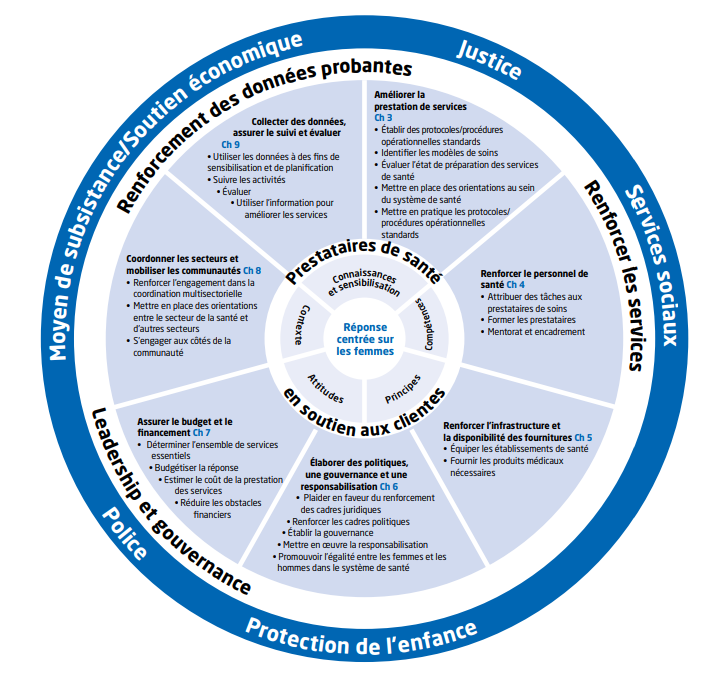 Moyen de subsistance/Soutien économique
Justice
Services sociaux
Protection de l'enfance
Police
Renforcement des données probantes
Renforcer les services
Leadership et gouvernance
Collecter des données,
assurer le suivi et évaluer
Ch 9
• Utiliser les données à des fins de
sensibilisation et de planification
• Suivre les activités
• Évaluer
• Utiliser l'information pour
améliorer les services
Améliorer la
prestation de services
Ch 3
• Établir des protocoles/procédures
opérationnelles standards
• Identifier les modèles de soins
• Évaluer l'état de préparation des services
de santé
• Mettre en place des orientations au sein
du système de santé
• Mettre en pratique les protocoles/
procédures opérationnelles
standards
Renforcer le personnel de
santé Ch 4
• Attribuer des tâches aux
prestataires de soins
• Former les prestataires
• Mentorat et encadrement
Renforcer l'infrastructure et
la disponibilité des fournitures Ch 5
• Équiper les établissements de santé
• Fournir les produits médicaux
nécessaires
Élaborer des politiques,
une gouvernance et une
responsabilisation Ch 6
• Plaider en faveur du renforcement
des cadres juridiques
• Renforcer les cadres politiques
• Établir la gouvernance
• Mettre en œuvre la responsabilisation
• Promouvoir l'égalité entre les femmes et les
hommes dans le système de santé
Assurer le budget et le
financement Ch 7
• Déterminer l'ensemble de services
essentiels
• Budgétiser la réponse
• Estimer le coût de la prestation
des services
• Réduire les obstacles
financiers
Coordonner les secteurs et
mobiliser les communautés Ch 8
• Renforcer l'engagement dans la
coordination multisectorielle
• Mettre en place des orientations
entre le secteur de la santé et
d'autres secteurs
• S'engager aux côtés de la
communauté
Prestataires de santé
en soutien aux clientes
Connaissances
et sensibilisation
Compétences
Principes
Attitudes
Contexte
Réponse
centrée sur
les femmes